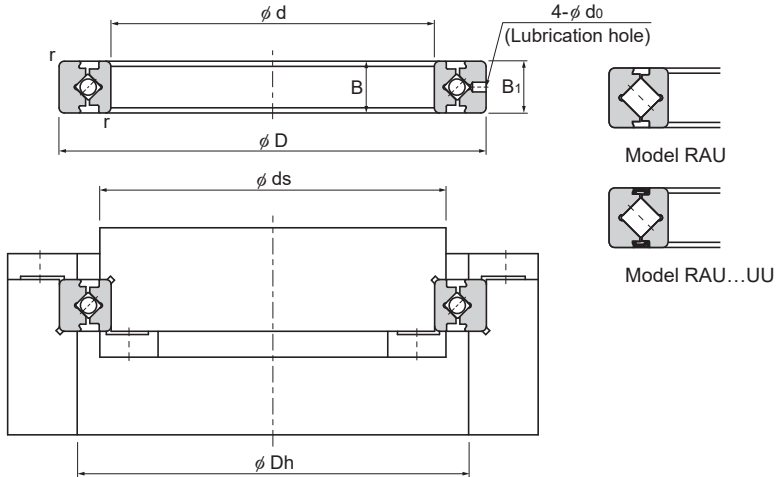 ϕ d
4-ϕ d₀
(Lubrication hole)
r
B
B₁
r
ϕ D
Model RAU
ϕ ds
Model RAU...UU
ϕ Dh